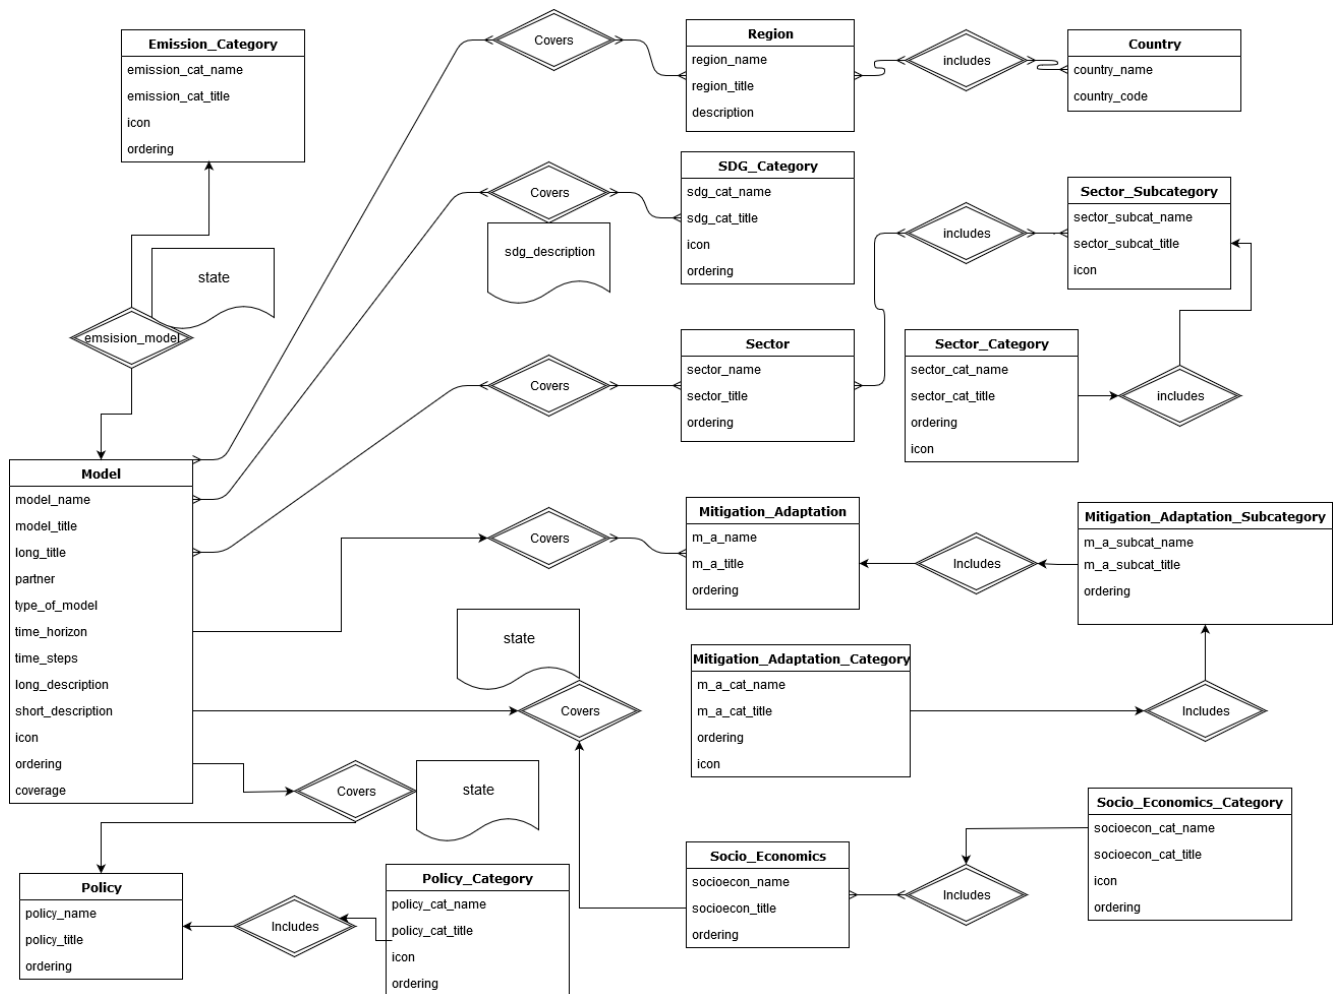 Emission_Category
emission_cat_name
emission_cat_title
icon
ordering
Covers
Region
region_name
region_title
description
includes
Country
country_name
country_code
Covers
sdg_description
SDG_Category
sdg_cat_name
sdg_cat_title
icon
ordering
includes
Sector_Subcategory
sector_subcat_name
sector_subcat_title
icon
state
emsision_model
Covers
Sector
sector_name
sector_title
ordering
Sector_Category
sector_cat_name
sector_cat_title
ordering
icon
includes
Model
model_name
model_title
long_title
partner
type_of_model
time_horizon
time_steps
long_description
short_description
icon
ordering
coverage
Covers
Mitigation_Adaptation
m_a_name
m_a_title
ordering
Includes
Mitigation_Adaptation_Subcategory
m_a_subcat_name
m_a_subcat_title
ordering
state
Covers
Mitigation_Adaptation_Category
m_a_cat_name
m_a_cat_title
ordering
icon
Includes
Covers
state
Socio_Economics
socioecon_name
socioecon_title
ordering
Includes
Socio_Economics_Category
socioecon_cat_name
socioecon_cat_title
icon
ordering
Policy
policy_name
policy_title
ordering
Includes
Policy_Category
policy_cat_name
policy_cat_title
icon
ordering